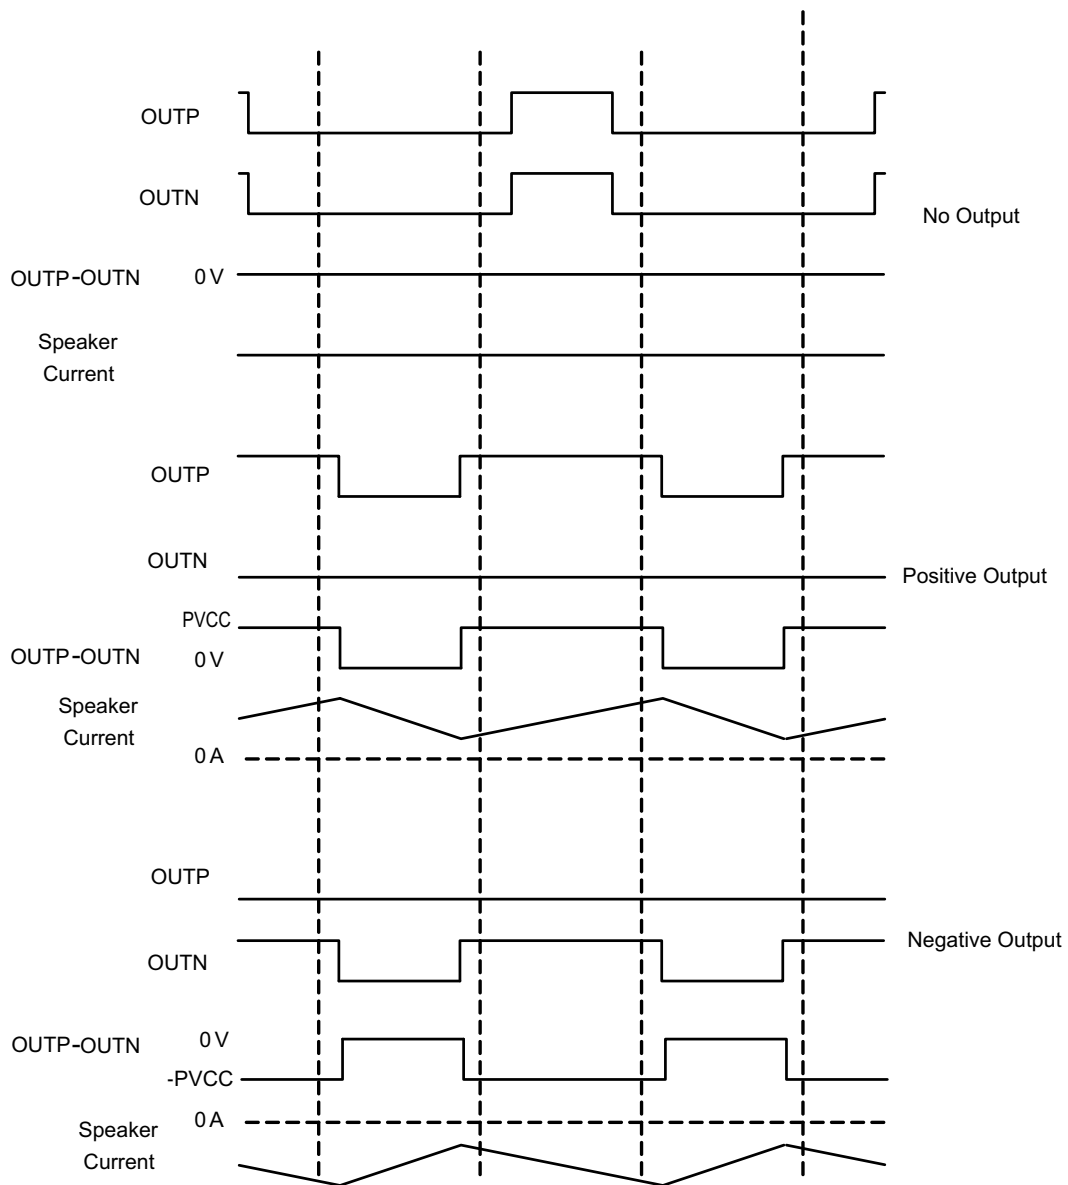 OUTP
OUTN
No Output
OUTP-OUTN 0 V
Speaker
Current
OUTP
OUTN
Positive Output
PVCC
OUTP-OUTN 0 V
Speaker
Current
0 A
OUTP
Negative Output
OUTN
OUTP-OUTN 0 V
-PVCC
0 A
Speaker
Current